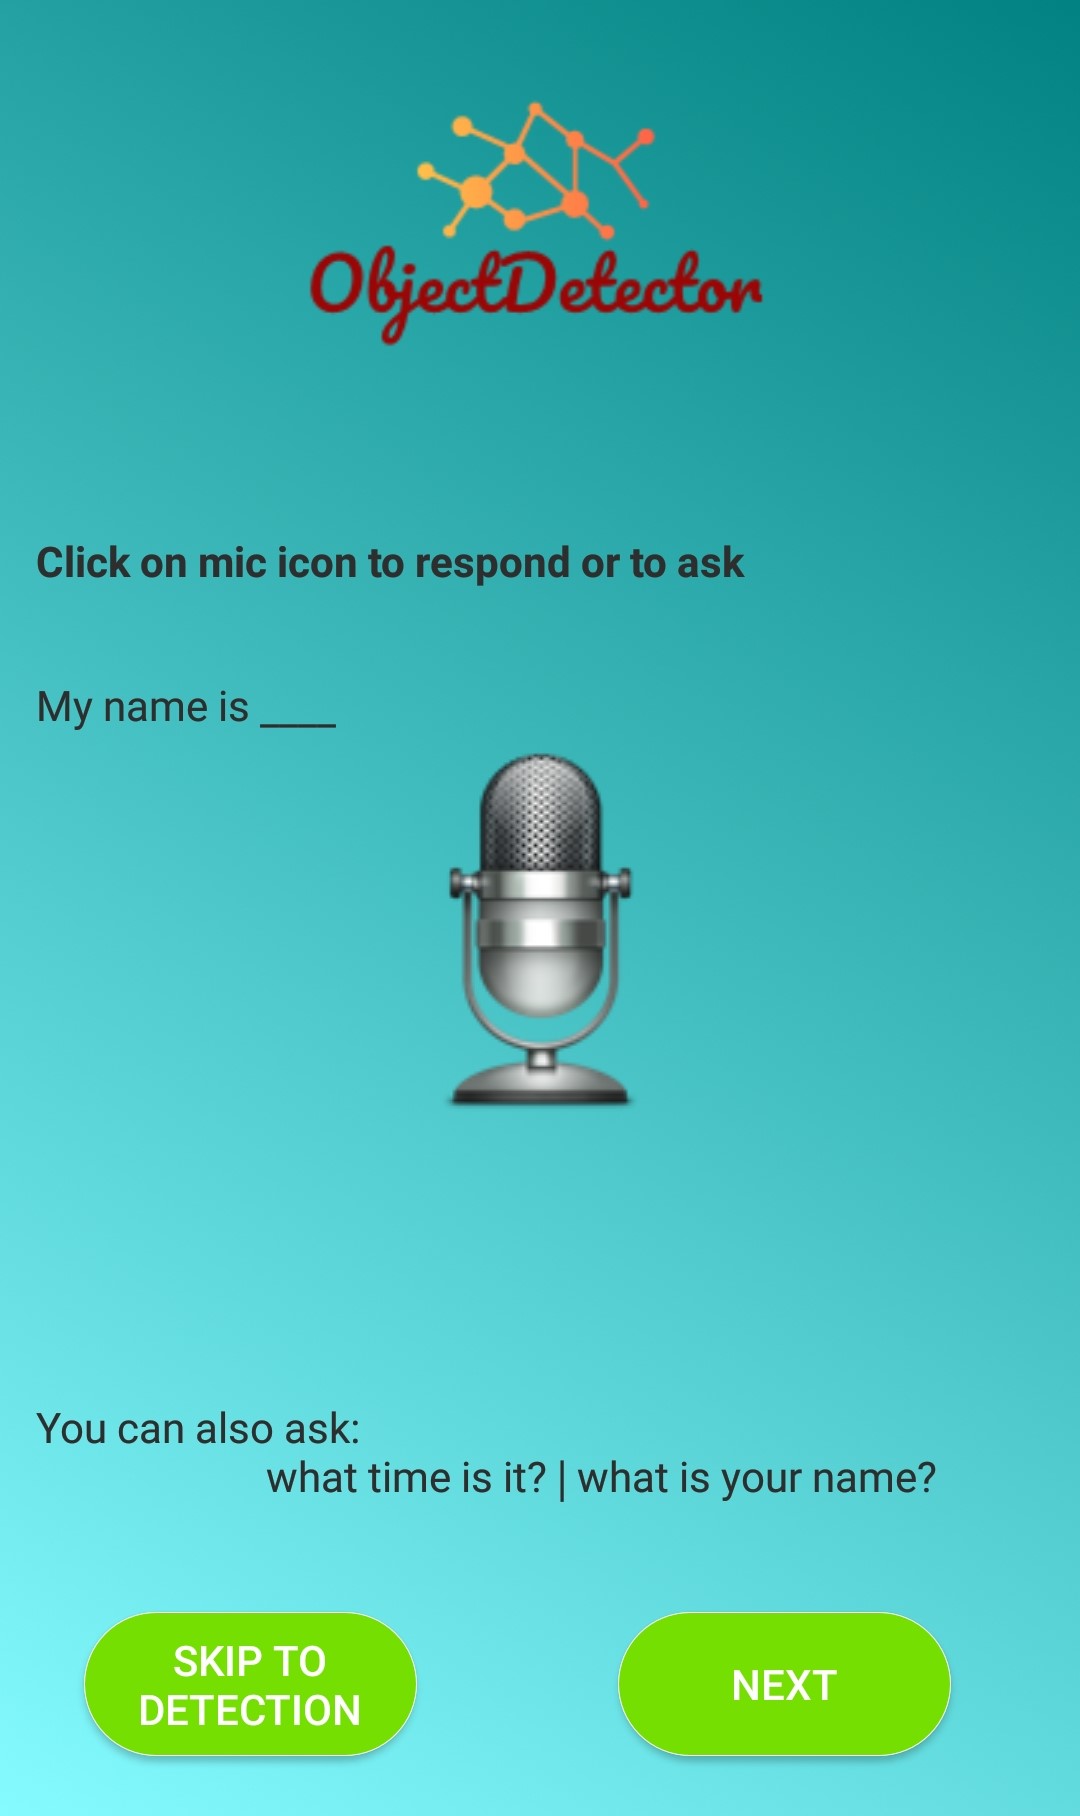 ObjectDetector
Click on mic icon to respond or to ask
My name is ____
You can also ask:
what time is it? | what is your name?
SKIP TO
DETECTION
NEXT